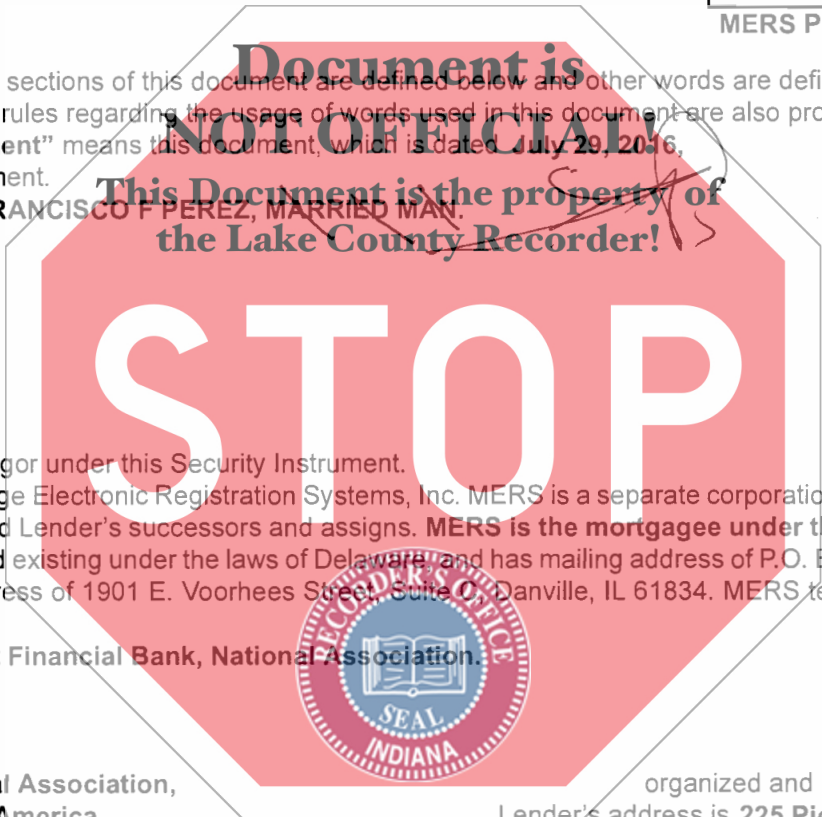 MERS P
Document is
sections of this document are defined below and other words are defi
rules regarding the usage of words used in this document are also pro
NOT OFFICIAL!
ent” means this document, which is dated July 29, 2016,
ent.
This Document is the property of
RANCISCO F PEREZ, MARRIED MAN.
the Lake County Recorder!
STOP
gor under this Security Instrument.
ge Electronic Registration Systems, Inc. MERS is a separate corporatio
d Lender's successors and assigns. MERS is the mortgagee under th
d existing under the laws of Delaware, and has mailing address of P.O. B
ess of 1901 E. Voorhees Street, Suite C, Danville, IL 61834. MERS te
RECORDER'S OFFICE
Financial Bank, National Association.
SEAL
INDIANA
l Association,
organized and
America
Lender's address is 225 Pi